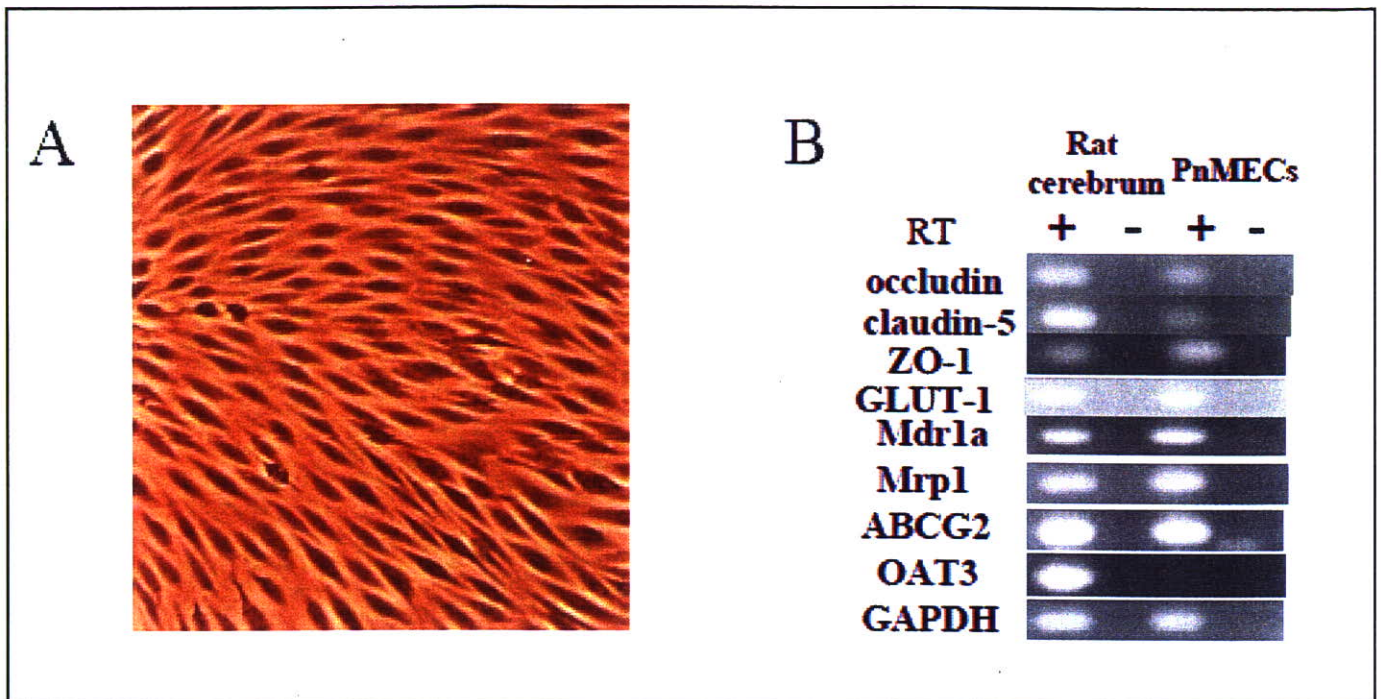 A
B
Rat
cerebrum PnMECs
RT + - + -
occludin
claudin-5
ZO-1
GLUT-1
Mdr1a
Mrp1
ABCG2
OAT3
GAPDH